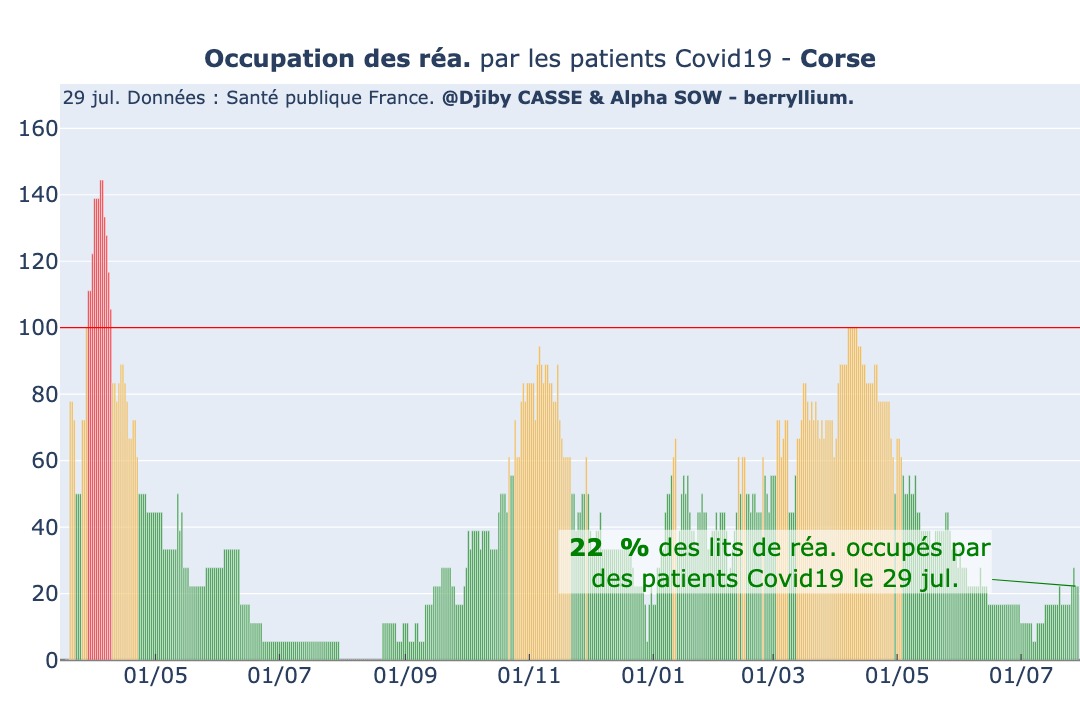 Occupation des réa. par les patients Covid19 - Corse
29 jul. Données : Santé publique France. @Djiby CASSE & Alpha SOW - berryllium.
160
140
120
100
80
60
40
20
0
22 % des lits de réa. occupés par
des patients Covid19 le 29 jul.
01/05 01/07 01/09 01/11 01/01 01/03 01/05 01/07